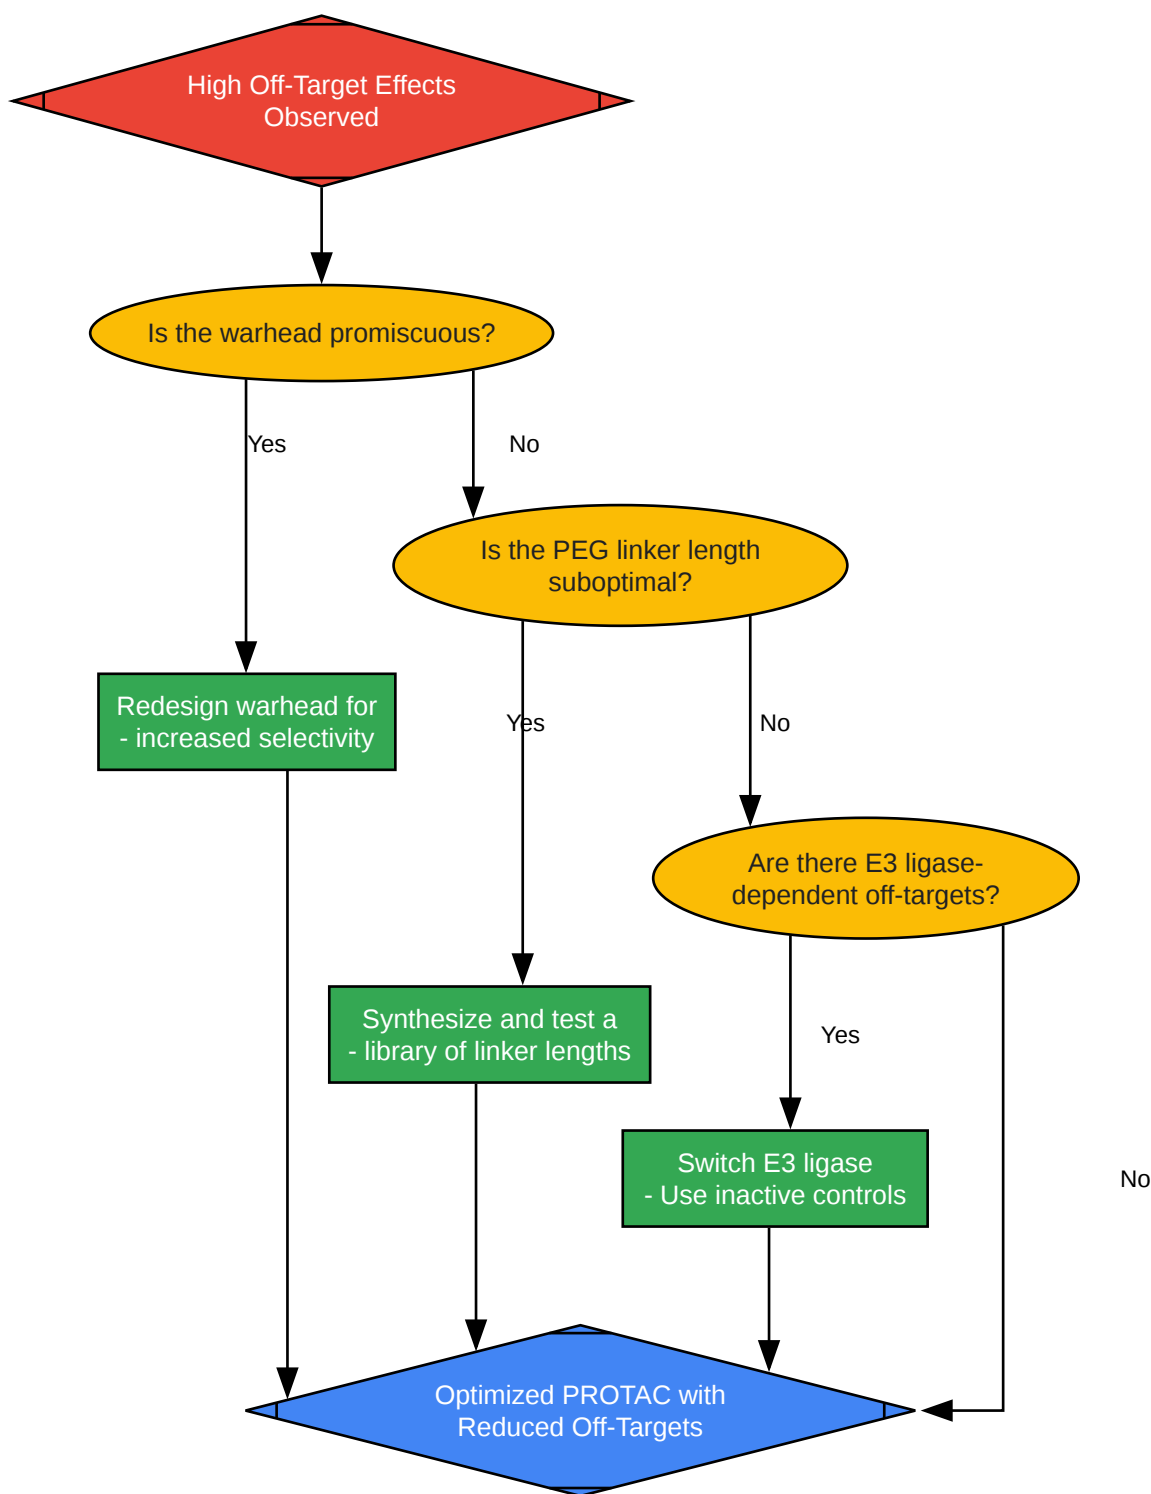 High Off-Target Effects
Observed
Is the warhead promiscuous?
Yes
No
Is the PEG linker length
suboptimal?
Redesign warhead for
- increased selectivity
Yes
No
Are there E3 ligase-
dependent off-targets?
Synthesize and test a
- library of linker lengths
Yes
Switch E3 ligase
- Use inactive controls
No
Optimized PROTAC with
Reduced Off-Targets